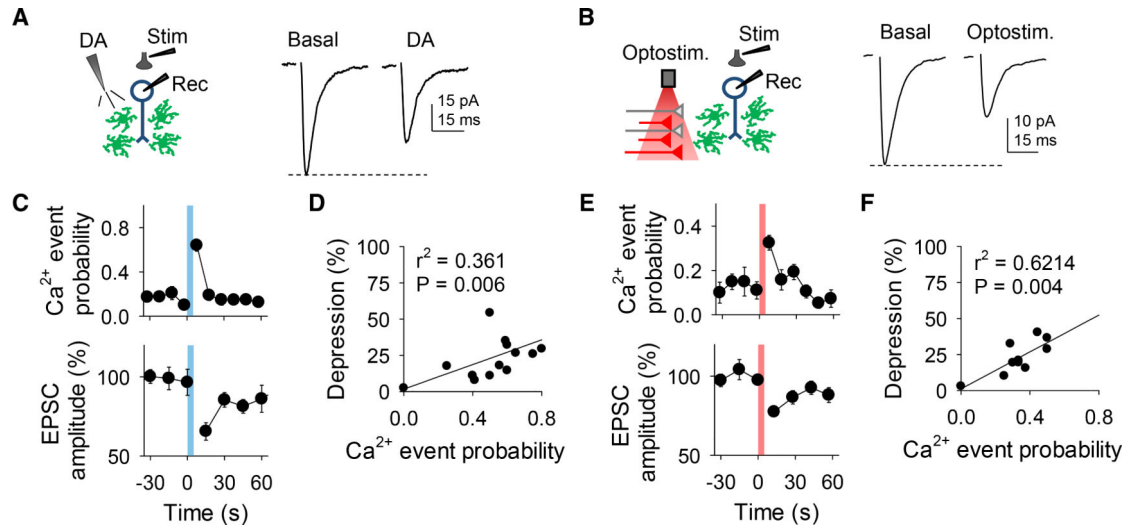 A
DA
Stim
Rec
Basal
DA
15 pA
15 ms
B
Optostim.
Stim
Rec
Basal
Optostim.
10 pA
15 ms
C
Ca2+ event
probability
0.8
0.4
0.0
EPSC
amplitude (%)
100
50
-30 0 30 60
Time (s)
D
Depression (%)
100
75
50
25
0
r2 = 0.361
P = 0.006
0.0 0.4 0.8
Ca2+ event probability
E
Ca2+ event
probability
0.4
0.2
0.0
EPSC
amplitude (%)
100
50
-30 0 30 60
Time (s)
F
Depression (%)
100
75
50
25
0
r2 = 0.6214
P = 0.004
0.0 0.4 0.8
Ca2+ event probability